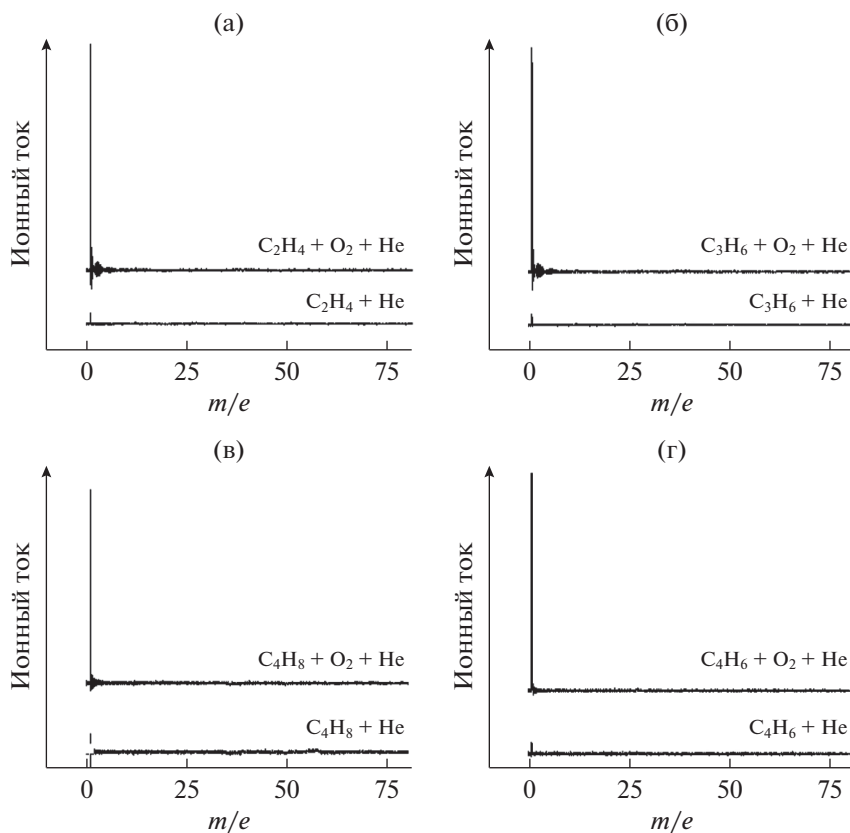 (а)
Ионный ток
C₂H₄ + O₂ + He
C₂H₄ + He
0 25 50 75
m/e
(б)
Ионный ток
C₃H₆ + O₂ + He
C₃H₆ + He
0 25 50 75
m/e
(в)
Ионный ток
C₄H₈ + O₂ + He
C₄H₈ + He
0 25 50 75
m/e
(г)
Ионный ток
C₄H₆ + O₂ + He
C₄H₆ + He
0 25 50 75
m/e